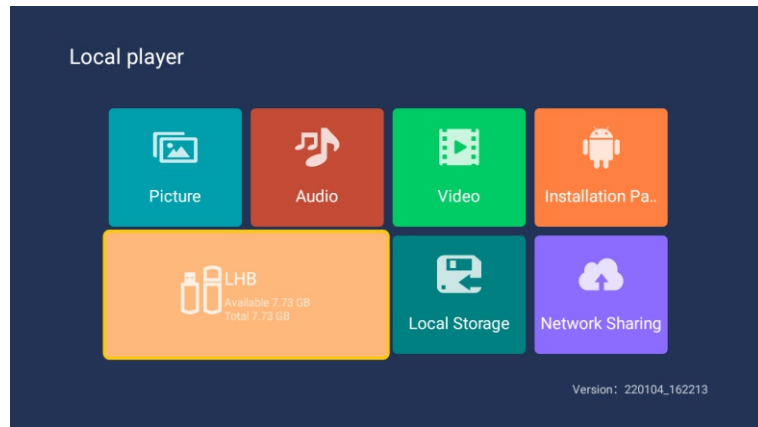 Local player
Picture
Audio
Video
Installation Pa..
LHB
Available 7.73 GB
Total 7.73 GB
Local Storage
Network Sharing
Version: 220104_162213